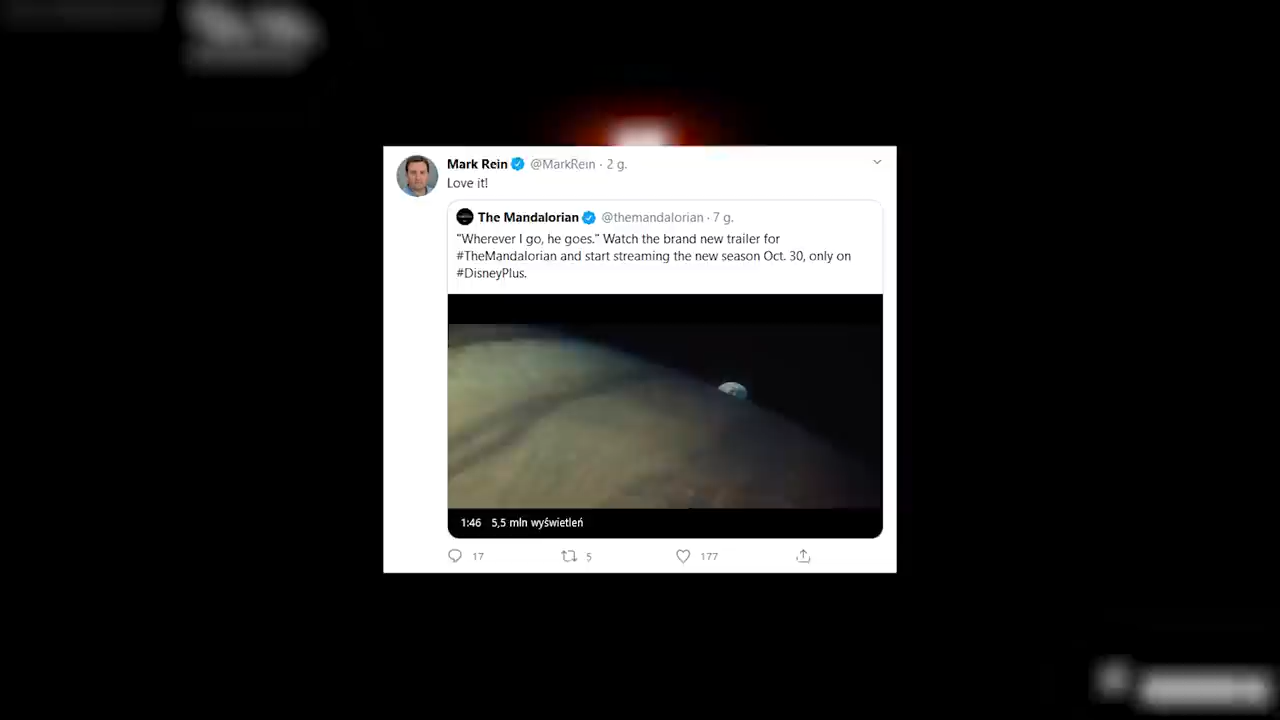 Mark Rein @MarkRein · 2 g.
Love it!
The Mandalorian @themandalorian · 7 g.
"Wherever I go, he goes." Watch the brand new trailer for
#TheMandalorian and start streaming the new season Oct. 30, only on
#DisneyPlus.
1:46 5,5 mln wyświetleń
17 5 177